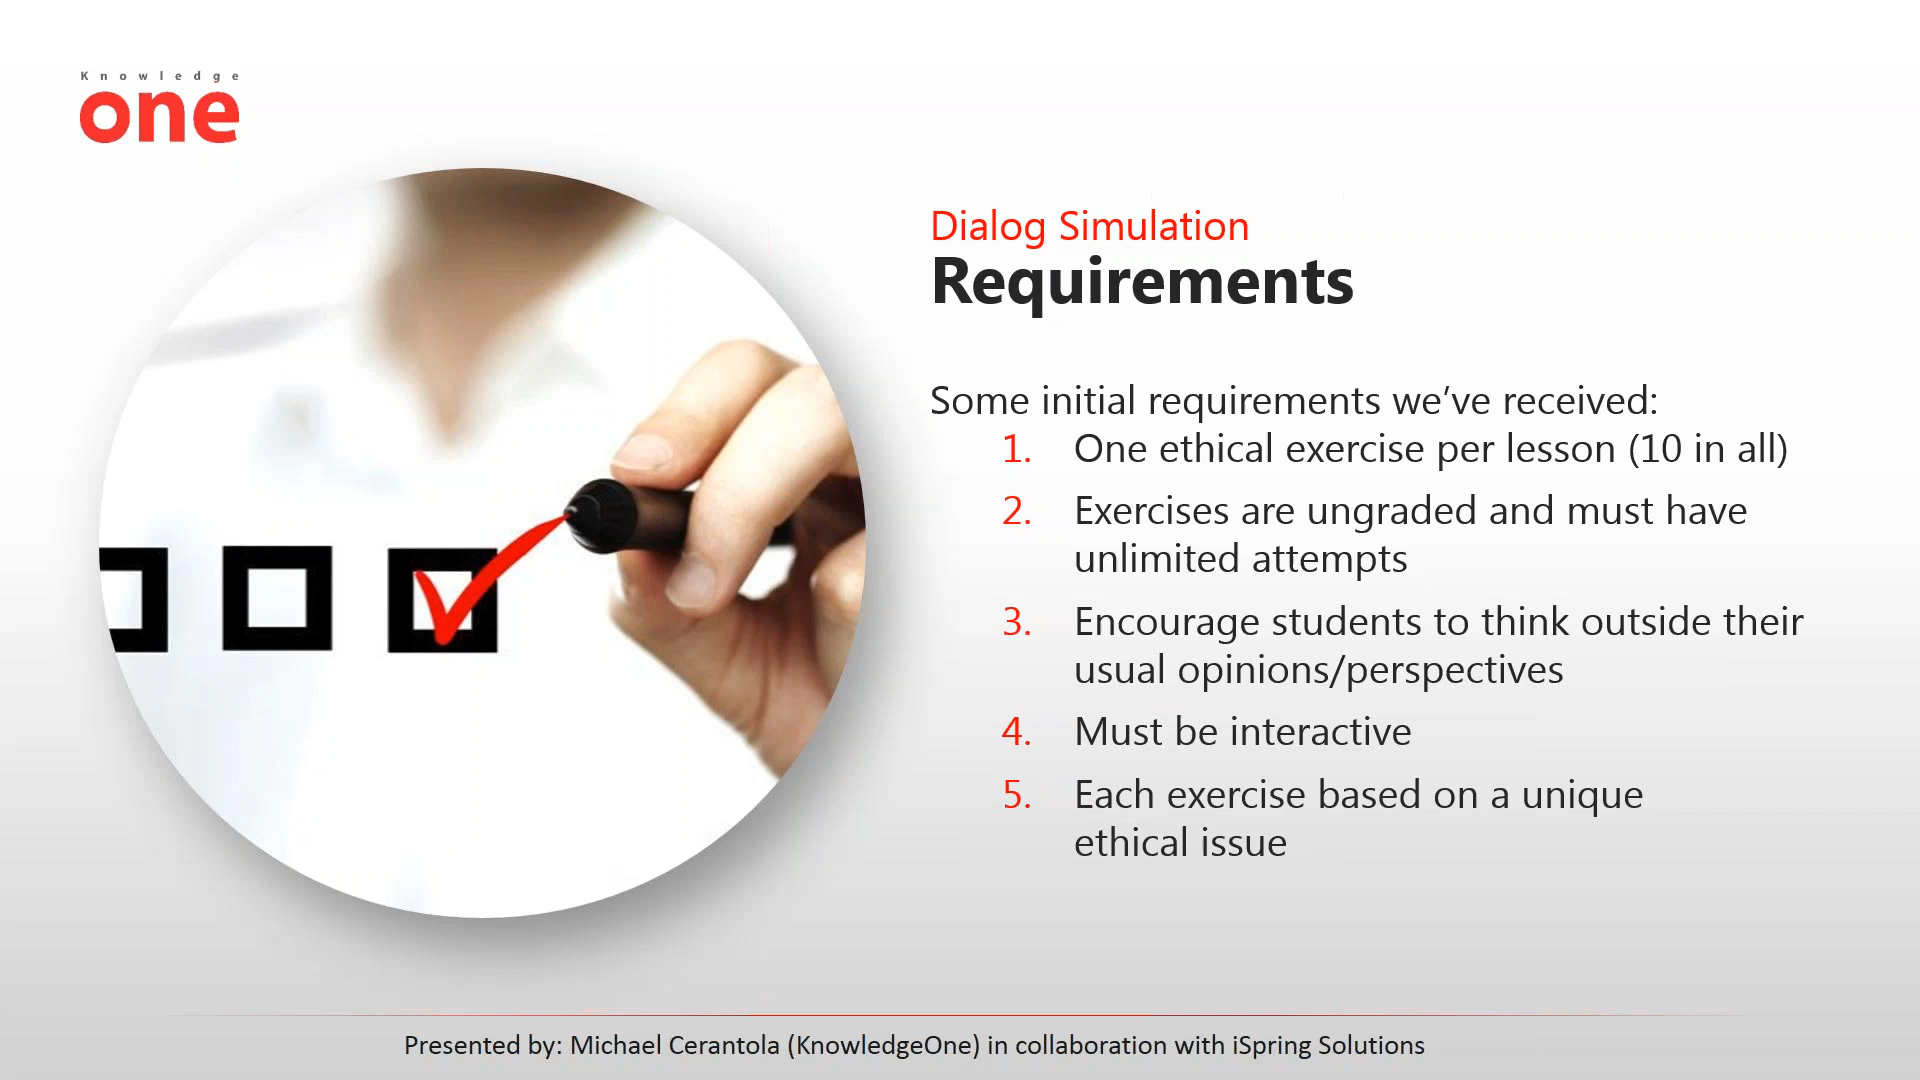 Knowledge
one
Dialog Simulation
Requirements
Some initial requirements we’ve received:
1. One ethical exercise per lesson (10 in all)
2. Exercises are ungraded and must have
unlimited attempts
3. Encourage students to think outside their
usual opinions/perspectives
4. Must be interactive
5. Each exercise based on a unique
ethical issue
Presented by: Michael Cerantola (KnowledgeOne) in collaboration with iSpring Solutions